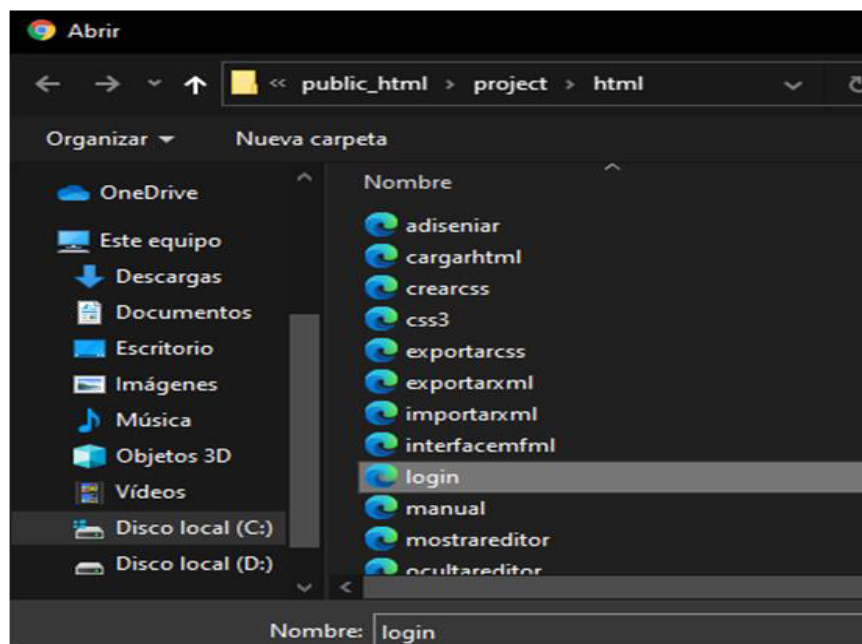 Abrir
« public_html > project > html
Organizar Nueva carpeta
OneDrive
Este equipo
Descargas
Documentos
Escritorio
Imágenes
Música
Objetos 3D
Vídeos
Disco local (C:)
Disco local (D:)
Nombre
adiseniar
cargarhtml
crearcss
css3
exportarcss
exportarxml
importarxml
interfacemfml
login
manual
mostrareditor
ocultareditor
Nombre: login